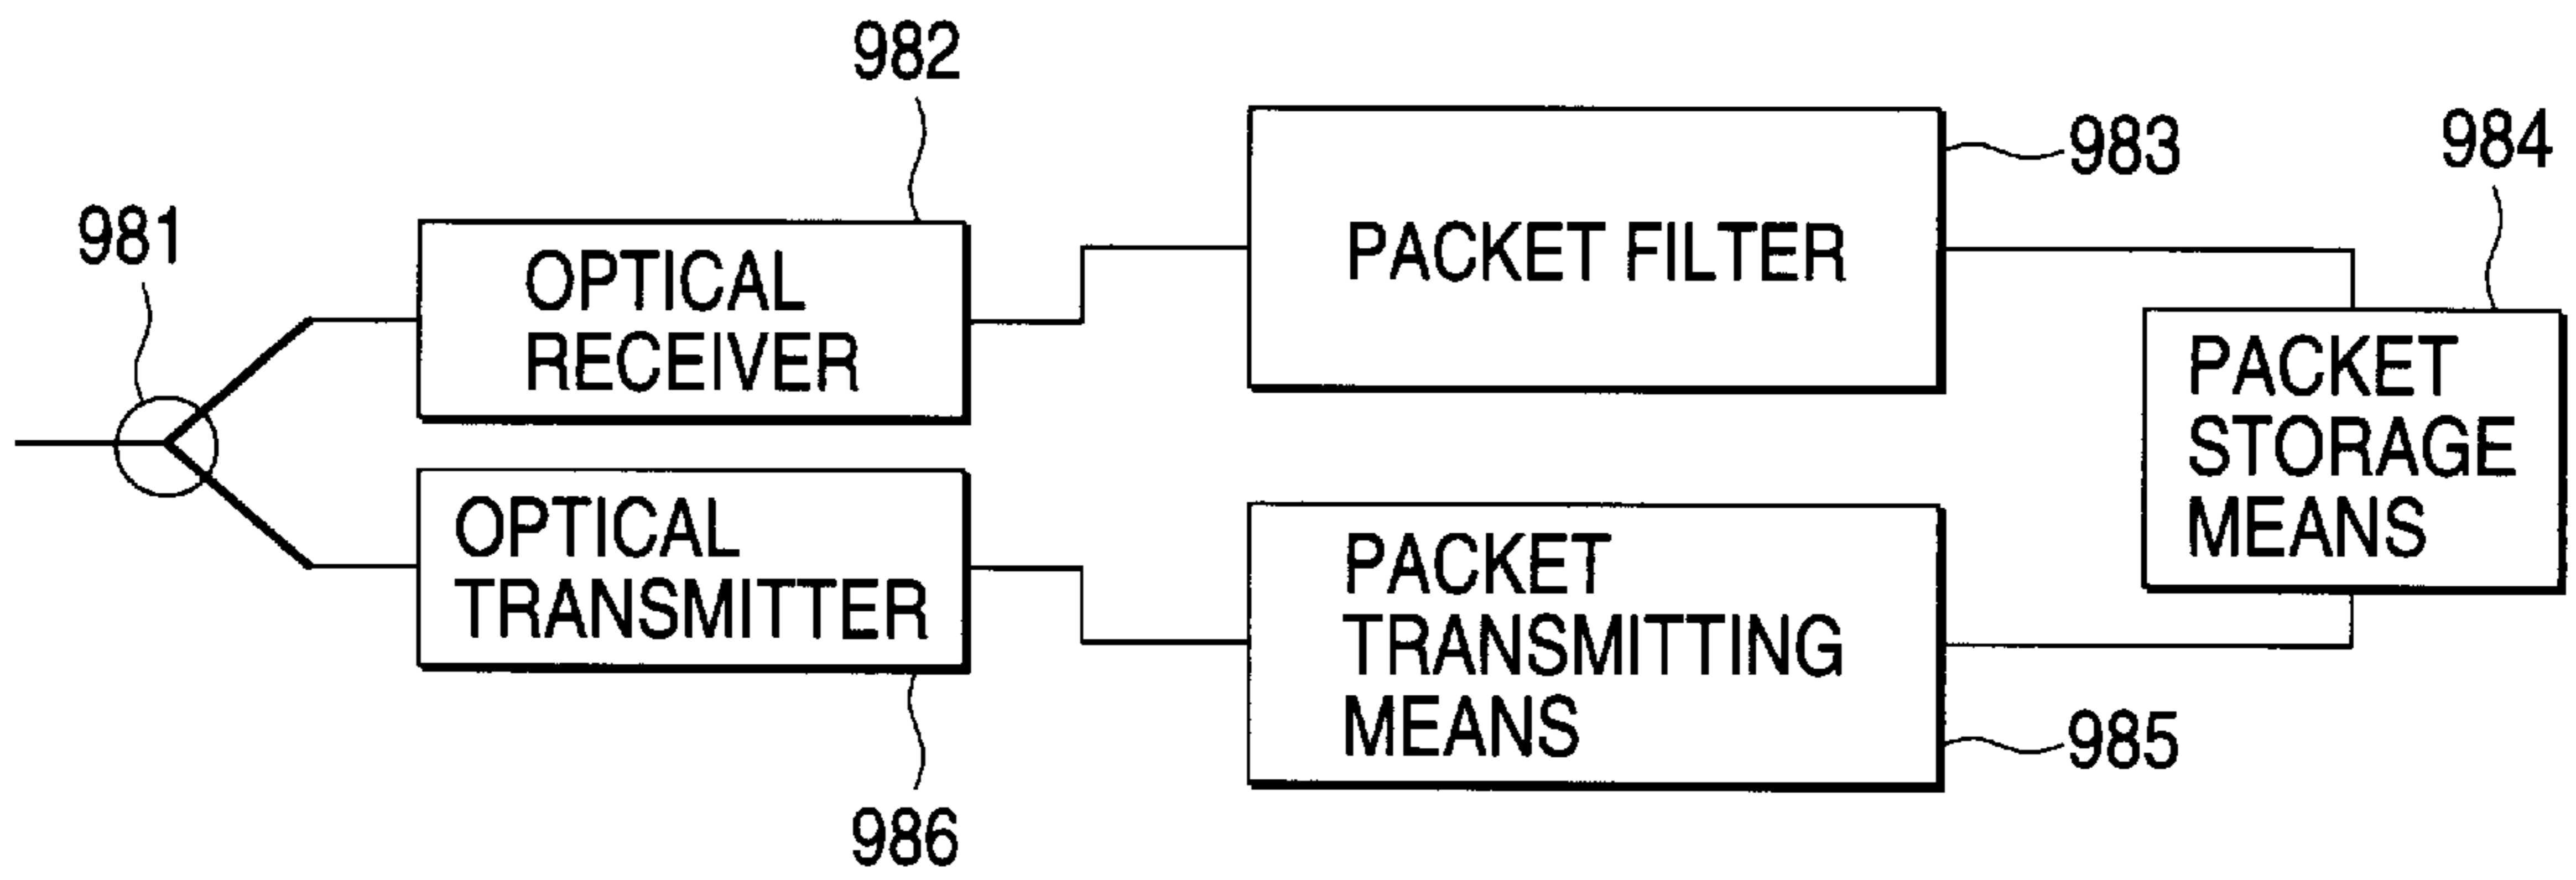 982
983
984
981
OPTICAL
RECEIVER
PACKET FILTER
PACKET
STORAGE
MEANS
OPTICAL
TRANSMITTER
PACKET
TRANSMITTING
MEANS
985
986